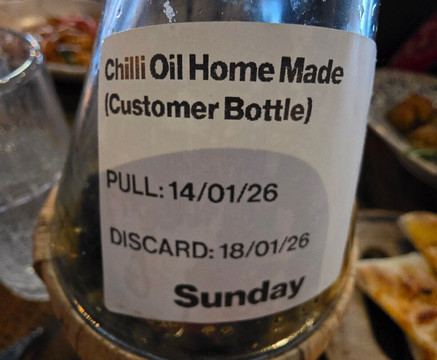 Chilli Oil Home Made
(Customer Bottle)
PULL: 14/01/26
DISCARD: 18/01/26
Sunday